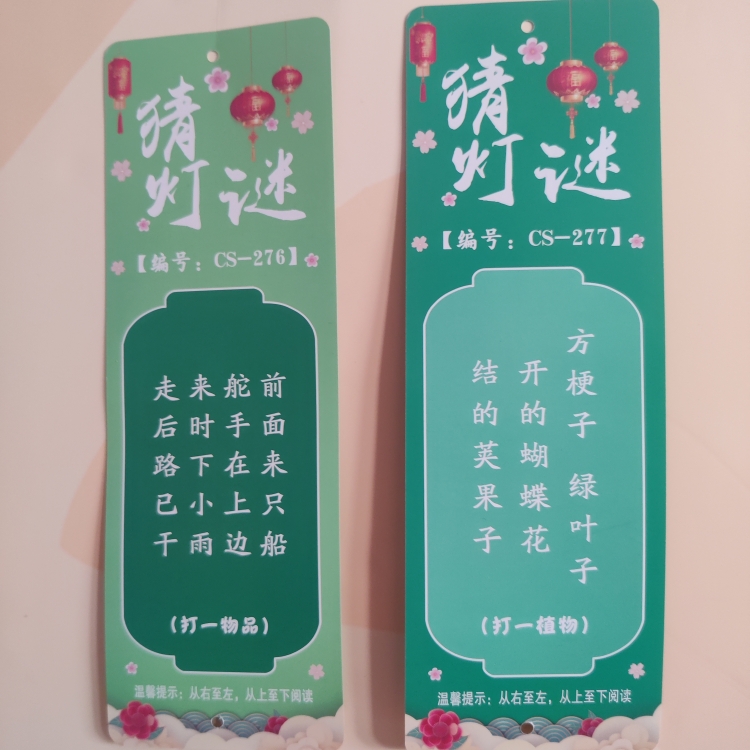 猜灯谜
【编号：CS-276】
前面来只船
舵手在上边
来时下小雨
走后路已干
（打一物品）
温馨提示：从右至左，从上至下阅读
猜灯谜
【编号：CS-277】
方梗子 绿叶子
开的蝴蝶花
结的荚果子
（打一植物）
温馨提示：从右至左，从上至下阅读